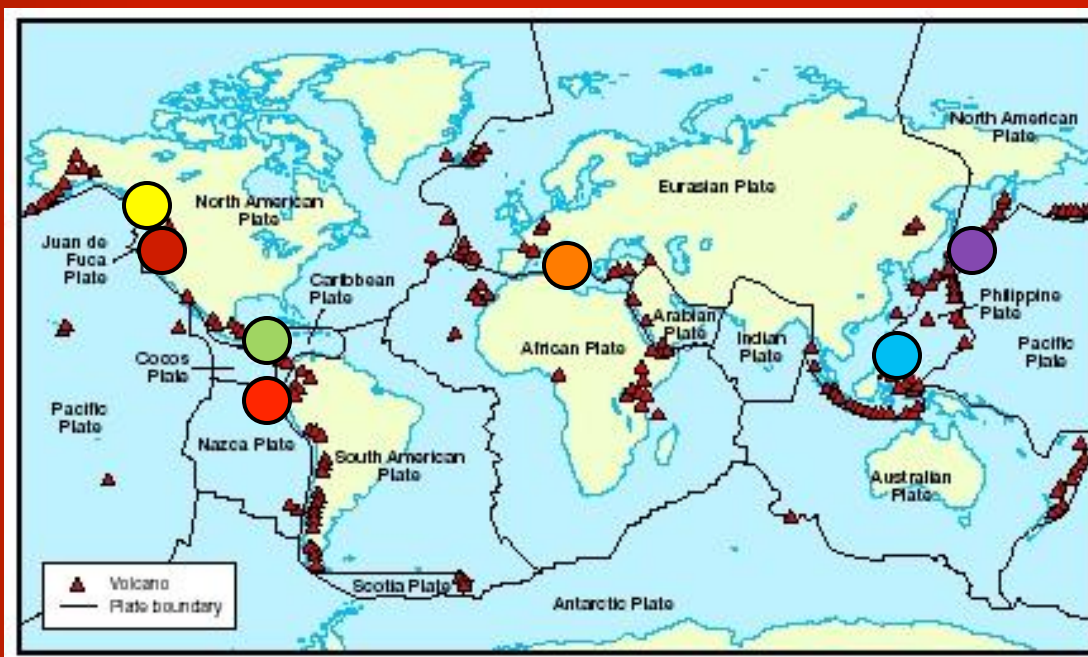 North American
Plate
Eurasian Plate
North American
Plate
Juan de
Fuca
Plate
Caribbean
Plate
Philippine
Plate
Arabian
Plate
Indian
Plate
African Plate
Pacific
Plate
Cocos
Plate
Pacific
Plate
Nazca Plate
South American
Plate
Australian
Plate
Volcano
Plate boundary
Scotia Plate
Antarctic Plate